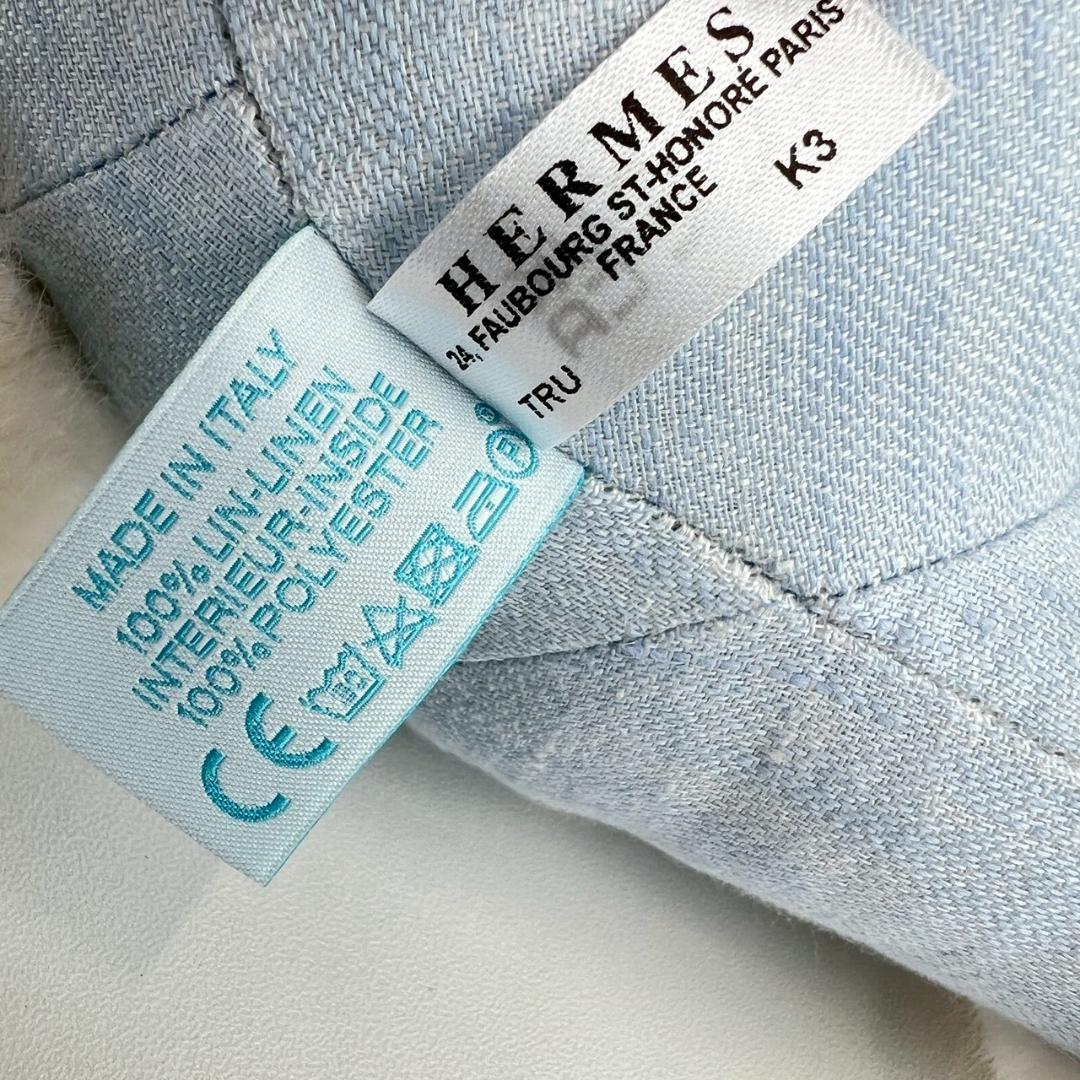 HERMES
24, FAUBOURG ST-HONORE PARIS
FRANCE
K3
TRU
MADE IN ITALY
100% LIN-LINEN
INTERIEUR-INSIDE
100% POLYESTER
CE